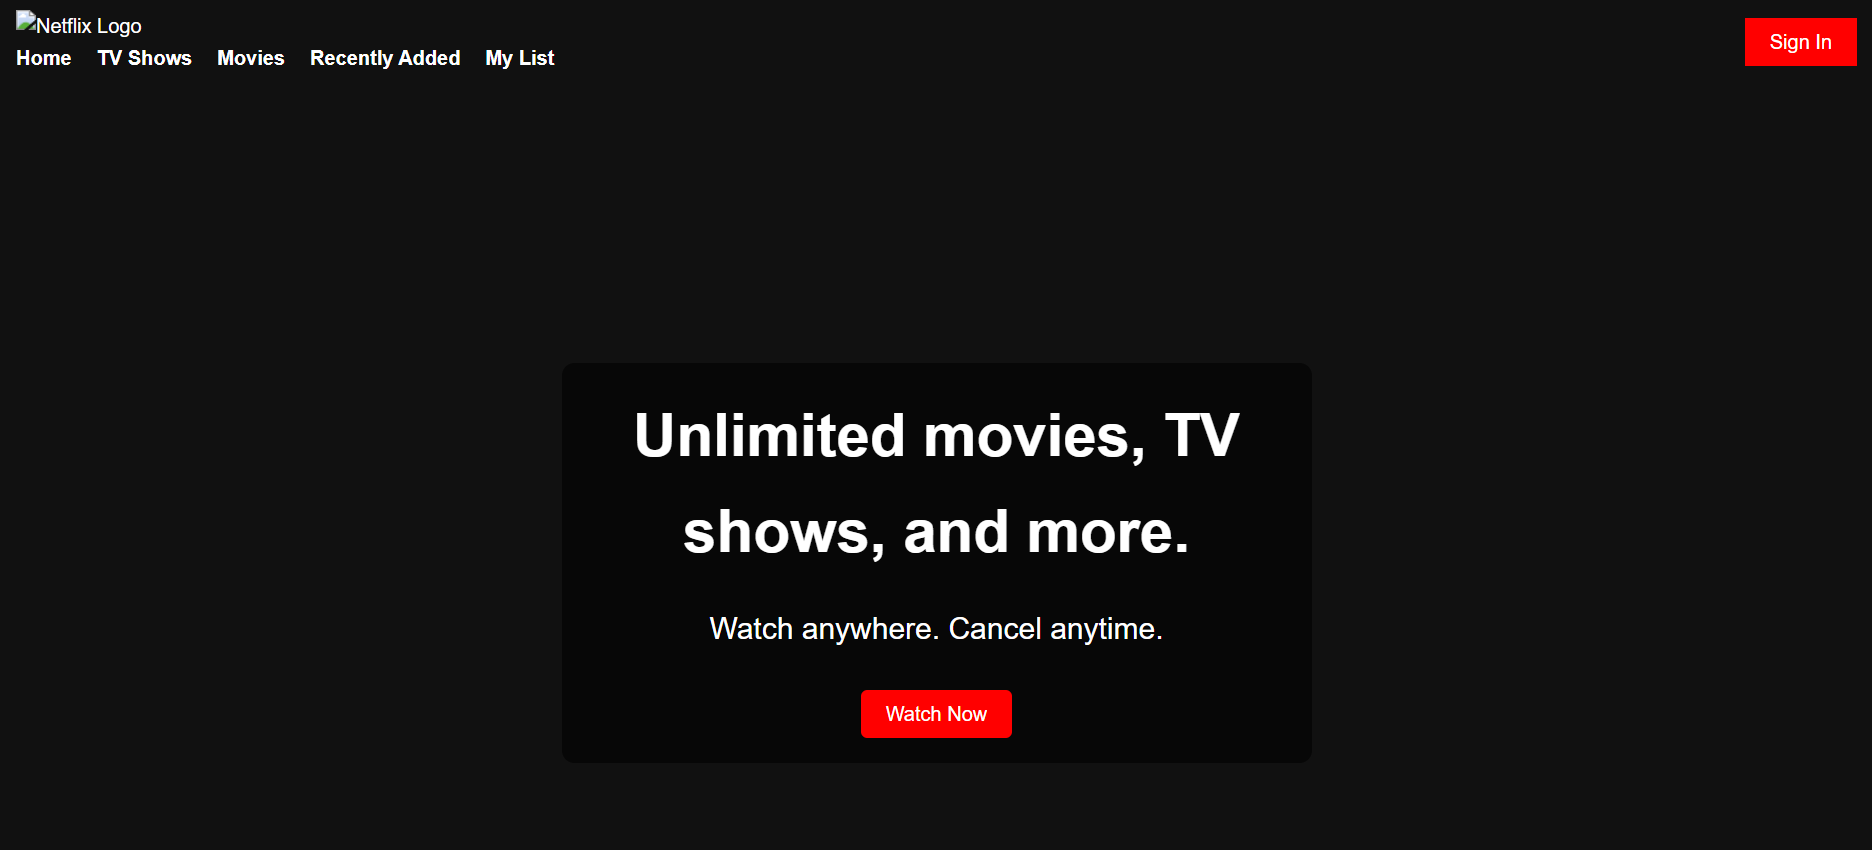 Netflix Logo
Home TV Shows Movies Recently Added My List
Sign In
Unlimited movies, TV
shows, and more.
Watch anywhere. Cancel anytime.
Watch Now